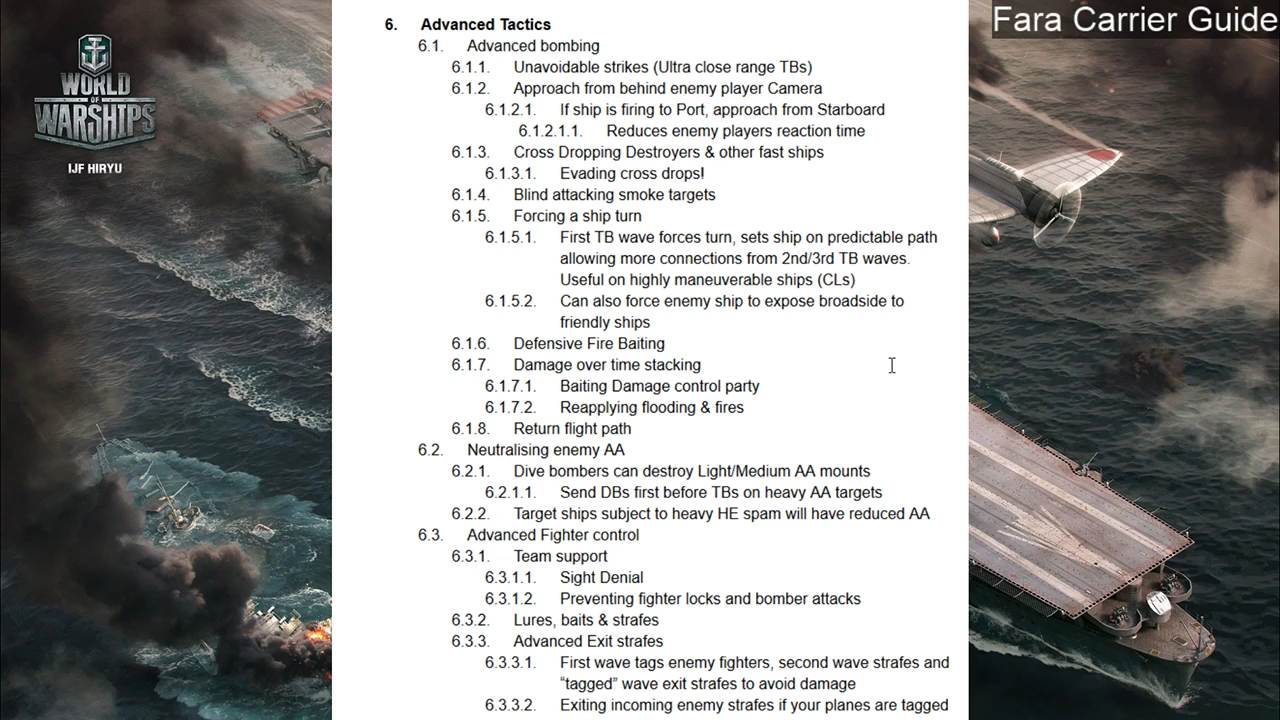 Fara Carrier Guide
WORLD
OF
WARSHIPS
IJF HIRYU
6. Advanced Tactics
6.1. Advanced bombing
6.1.1. Unavoidable strikes (Ultra close range TBs)
6.1.2. Approach from behind enemy player Camera
6.1.2.1. If ship is firing to Port, approach from Starboard
6.1.2.1.1. Reduces enemy players reaction time
6.1.3. Cross Dropping Destroyers & other fast ships
6.1.3.1. Evading cross drops!
6.1.4. Blind attacking smoke targets
6.1.5. Forcing a ship turn
6.1.5.1. First TB wave forces turn, sets ship on predictable path
allowing more connections from 2nd/3rd TB waves.
Useful on highly maneuverable ships (CLs)
6.1.5.2. Can also force enemy ship to expose broadside to
friendly ships
6.1.6. Defensive Fire Baiting
6.1.7. Damage over time stacking
6.1.7.1. Baiting Damage control party
6.1.7.2. Reapplying flooding & fires
6.1.8. Return flight path
6.2. Neutralising enemy AA
6.2.1. Dive bombers can destroy Light/Medium AA mounts
6.2.1.1. Send DBs first before TBs on heavy AA targets
6.2.2. Target ships subject to heavy HE spam will have reduced AA
6.3. Advanced Fighter control
6.3.1. Team support
6.3.1.1. Sight Denial
6.3.1.2. Preventing fighter locks and bomber attacks
6.3.2. Lures, baits & strafes
6.3.3. Advanced Exit strafes
6.3.3.1. First wave tags enemy fighters, second wave strafes and
“tagged” wave exit strafes to avoid damage
6.3.3.2. Exiting incoming enemy strafes if your planes are tagged